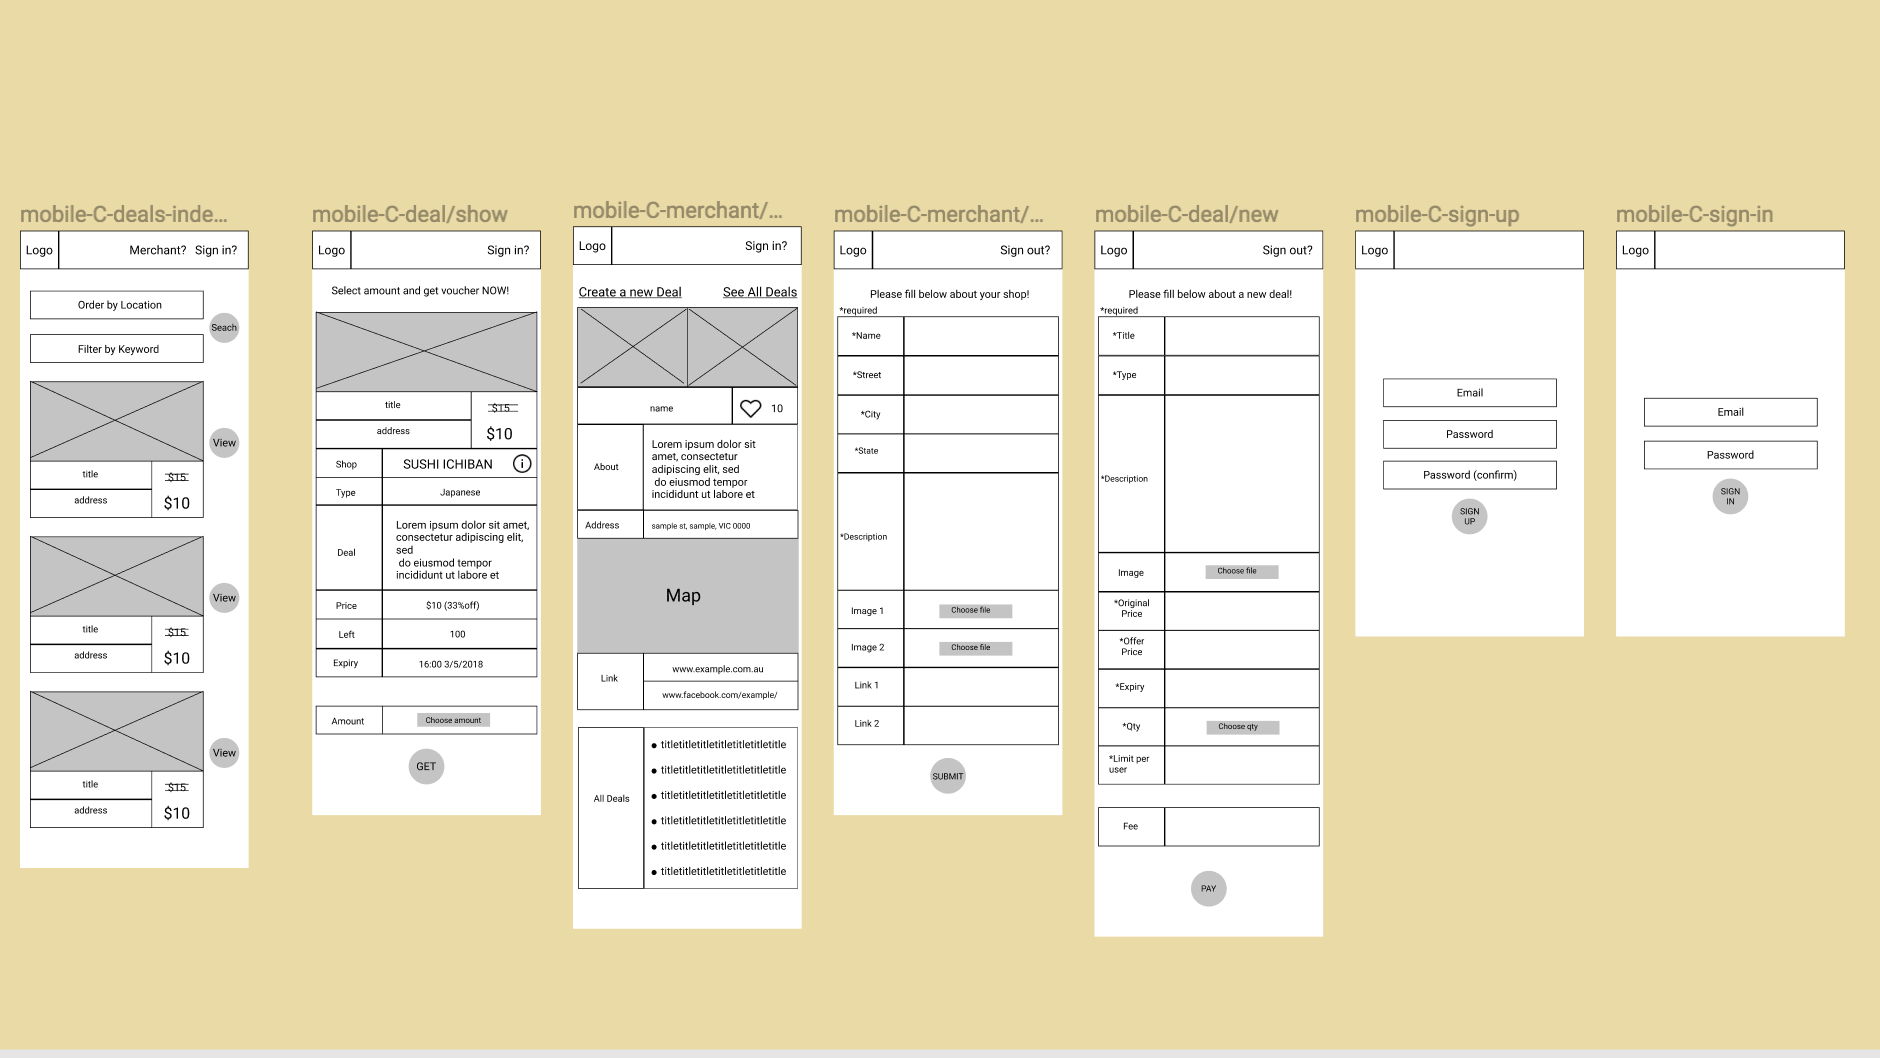 mobile-C-deals-inde...
Logo
Merchant? Sign in?
Order by Location
Seach
Filter by Keyword
View
title
$15
address
$10
View
title
$15
address
$10
View
title
$15
address
$10
mobile-C-deal/show
Logo
Sign in?
Select amount and get voucher NOW!
title
$15
address
$10
Shop
SUSHI ICHIBAN
i
Type
Japanese
Deal
Lorem ipsum dolor sit amet,
consectetur adipiscing elit,
sed
do eiusmod tempor
incididunt ut labore et
Price
$10 (33%off)
Left
100
Expiry
16:00 3/5/2018
Amount
Choose amount
GET
mobile-C-merchant/...
Logo
Sign in?
Create a new Deal
See All Deals
name
10
About
Lorem ipsum dolor sit
amet, consectetur
adipiscing elit, sed
do eiusmod tempor
incididunt ut labore et
Address
sample st, sample, VIC 0000
Map
Link
www.example.com.au
www.facebook.com/example/
All Deals
titletitletitletitletitletitletitle
titletitletitletitletitletitletitle
titletitletitletitletitletitletitle
titletitletitletitletitletitletitle
titletitletitletitletitletitletitle
titletitletitletitletitletitletitle
mobile-C-merchant/...
Logo
Sign out?
Please fill below about your shop!
*required
*Name
*Street
*City
*State
*Description
Image 1
Choose file
Image 2
Choose file
Link 1
Link 2
SUBMIT
mobile-C-deal/new
Logo
Sign out?
Please fill below about a new deal!
*required
*Title
*Type
*Description
Image
Choose file
*Original
Price
*Offer
Price
*Expiry
*Qty
Choose qty
*Limit per
user
Fee
PAY
mobile-C-sign-up
Logo
Email
Password
Password (confirm)
SIGN
UP
mobile-C-sign-in
Logo
Email
Password
SIGN
IN